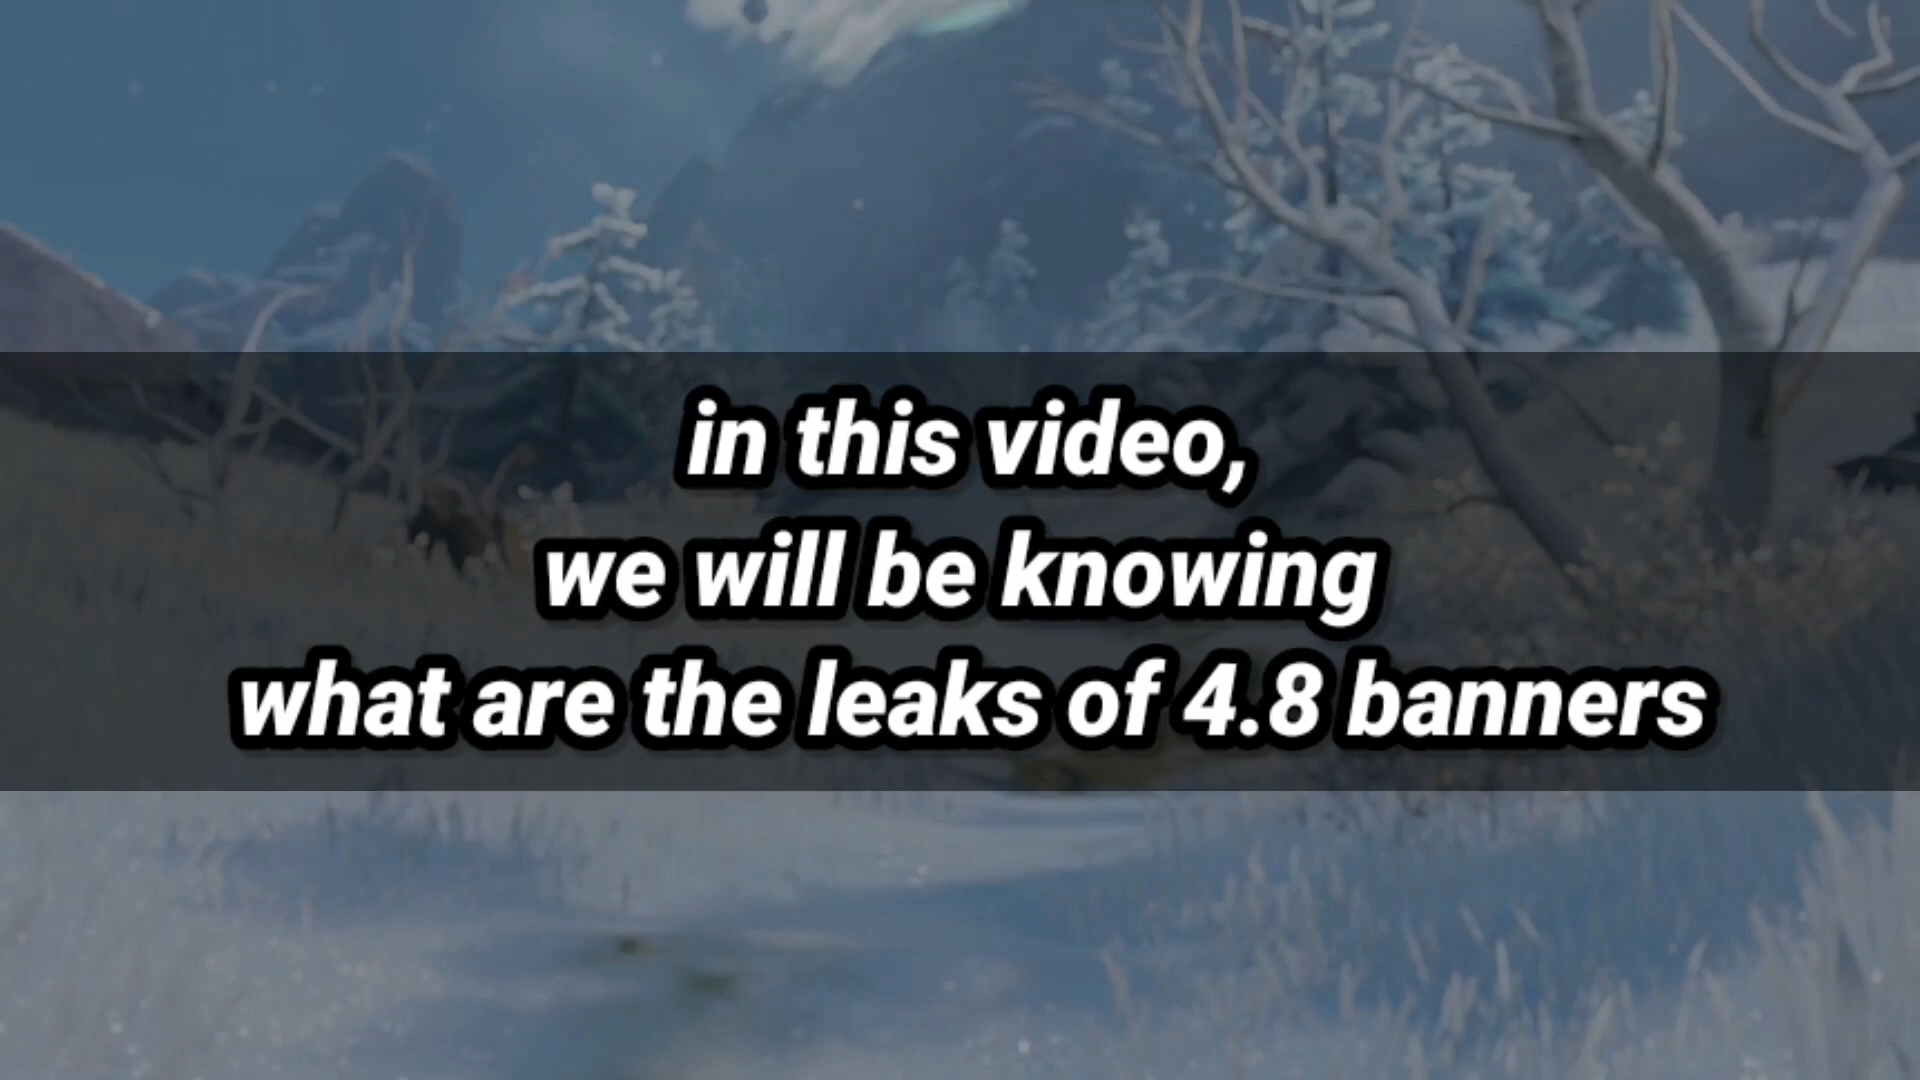 in this video,
we will be knowing
what are the leaks of 4.8 banners